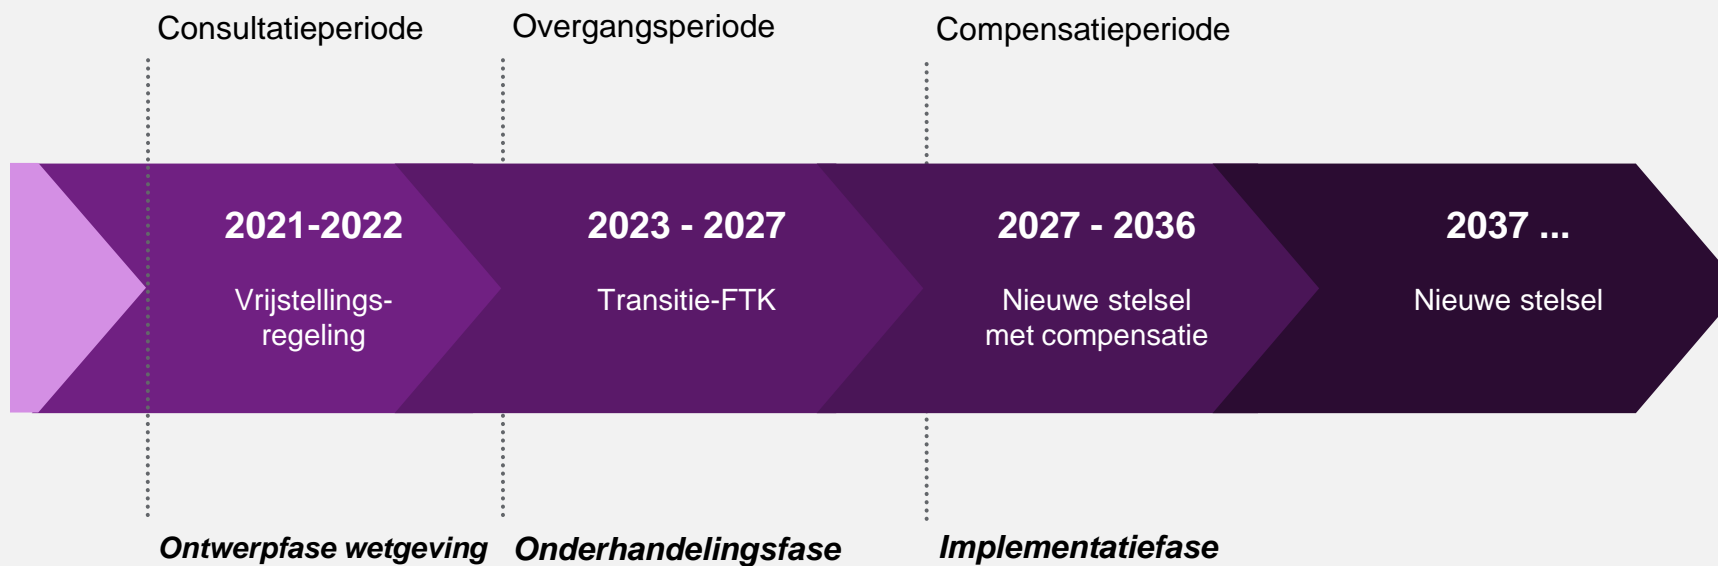 Consultatieperiode
Overgangsperiode
Compensatieperiode
2021-2022
Vrijstellings-
regeling
2023 - 2027
Transitie-FTK
2027 - 2036
Nieuwe stelsel
met compensatie
2037 ...
Nieuwe stelsel
Ontwerpfase wetgeving
Onderhandelingsfase
Implementatiefase